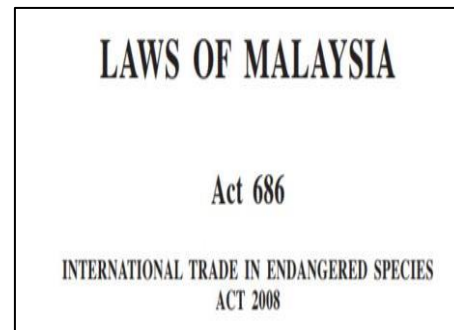 LAWS OF MALAYSIA
Act 686
INTERNATIONAL TRADE IN ENDANGERED SPECIES
ACT 2008